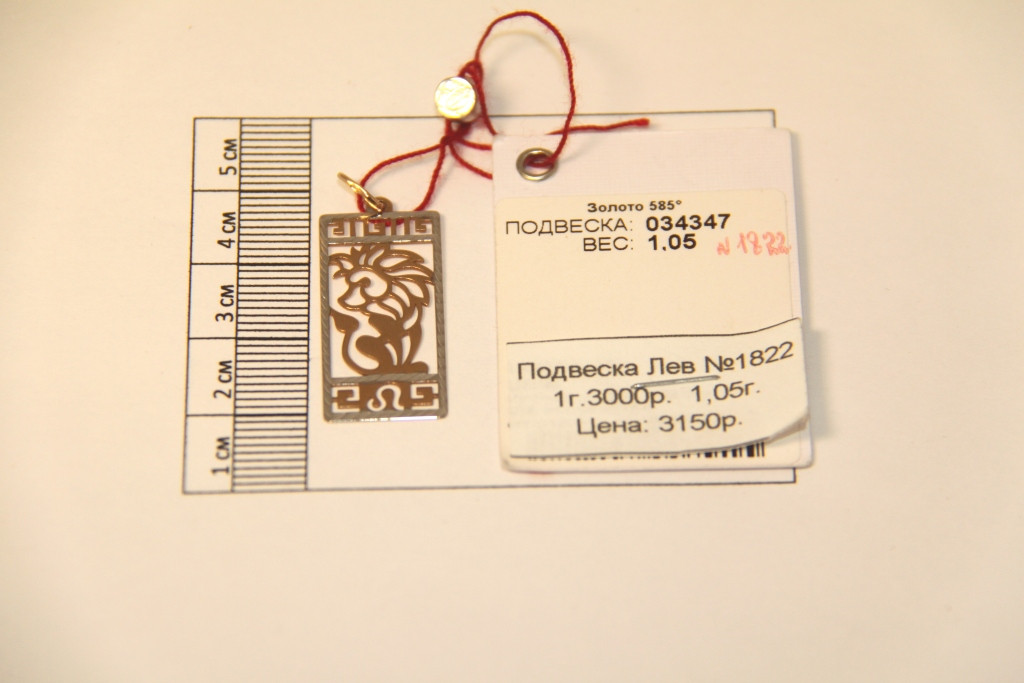 5 см
4 см
3 см
2 см
1 см
Золото 585°
ПОДВЕСКА: 034347
ВЕС: 1.05
N 1822
Подвеска Лев №1822
1г.3000р. 1,05г.
Цена: 3150р.